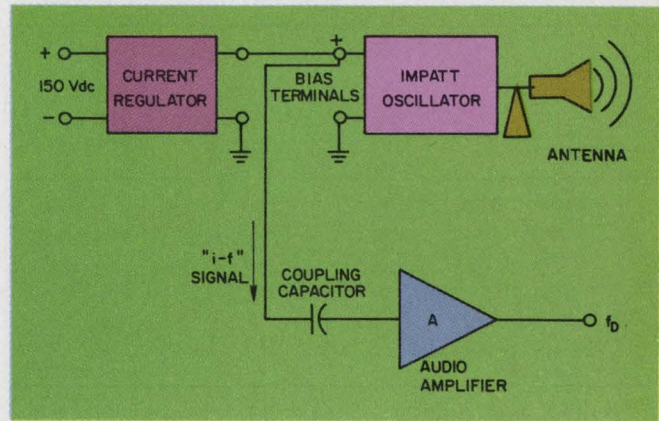 +
150 Vdc
-
CURRENT
REGULATOR
+
BIAS
TERMINALS
IMPATT
OSCILLATOR
ANTENNA
"i-f"
SIGNAL
COUPLING
CAPACITOR
A
AUDIO
AMPLIFIER
fD